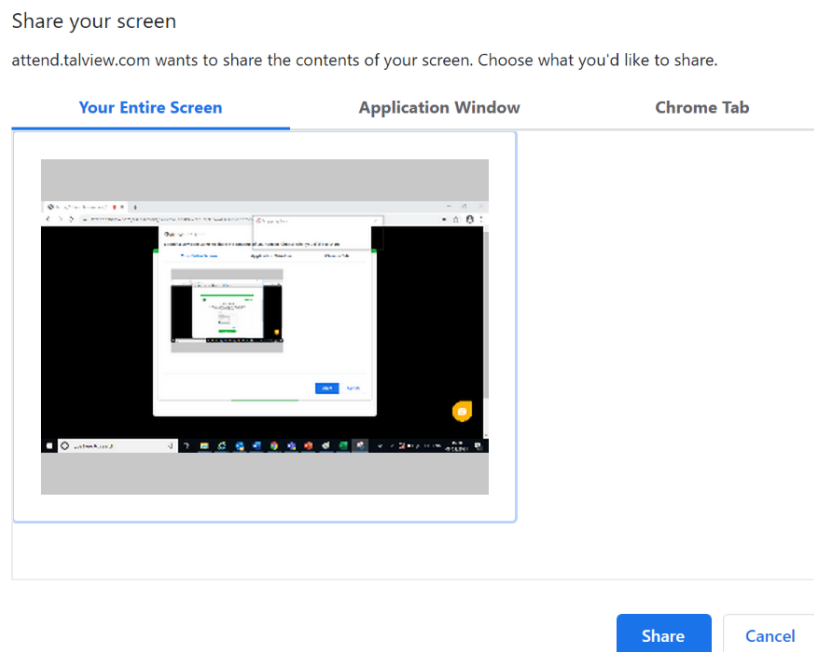 Share your screen
attend.talview.com wants to share the contents of your screen. Choose what you'd like to share.
Your Entire Screen Application Window Chrome Tab
Share Cancel